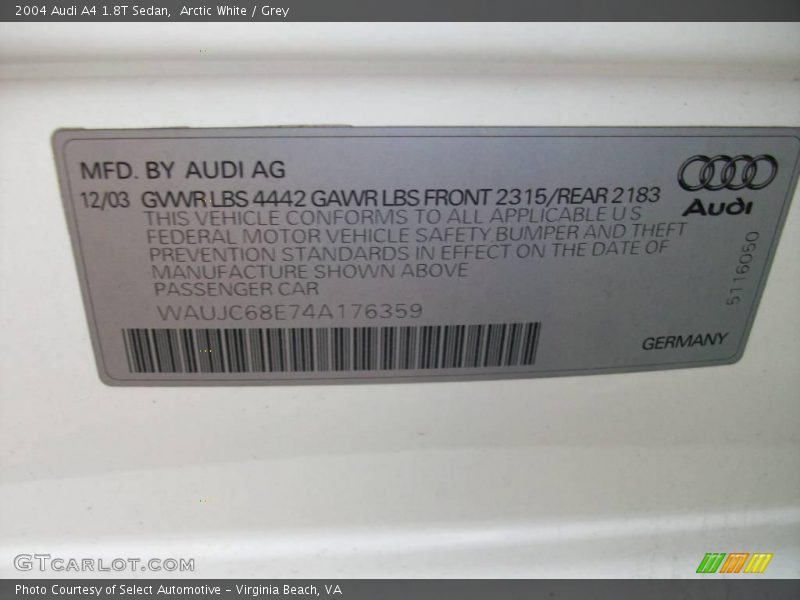 2004 Audi A4 1.8T Sedan,  Arctic White / Grey
MFD. BY AUDI AG
12/03 GVWR LBS 4442 GAWR LBS FRONT 2315/REAR 2183
THIS VEHICLE CONFORMS TO ALL APPLICABLE U S
FEDERAL MOTOR VEHICLE SAFETY, BUMPER AND THEFT
PREVENTION STANDARDS IN EFFECT ON THE DATE OF
MANUFACTURE SHOWN ABOVE
PASSENGER CAR
WAUJC68E74A176359
Audi
5116050
GERMANY
GTCARLOT.COM
Photo Courtesy of Select Automotive – Virginia Beach, VA